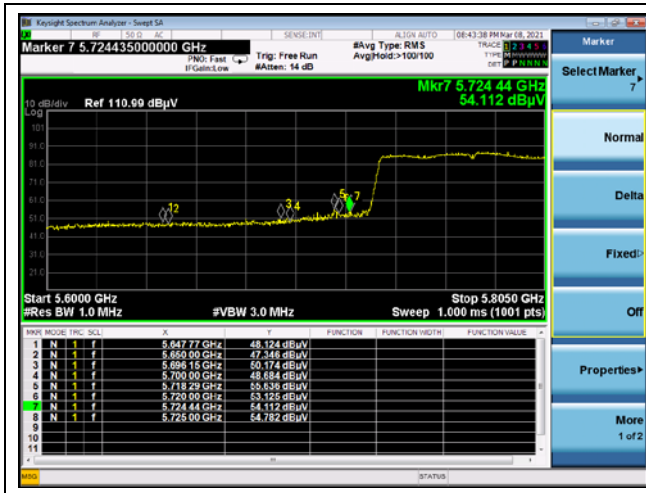 Keysight Spectrum Analyzer - Swept SA
RF 50 Ω AC SENSE:INT ALIGN AUTO 08:43:38 PM Mar 08, 2021
Marker 7 5.724435000000 GHz
PNO: Fast
IFGain:Low
Trig: Free Run
#Atten: 14 dB
#Avg Type: RMS
Avg|Hold:>100/100
TRACE 1 2 3 4 5 6
TYPE
DET P P N N N N
Mkr7 5.724 44 GHz
54.112 dBµV
10 dB/div Ref 110.99 dBµV
Log
101
91.0
81.0
71.0
61.0
51.0
41.0
31.0
21.0
1 2 3 4 5 7
Start 5.6000 GHz Stop 5.8050 GHz
#Res BW 1.0 MHz #VBW 3.0 MHz Sweep 1.000 ms (1001 pts)
MKR MODE TRC SCL X Y FUNCTION FUNCTION WIDTH FUNCTION VALUE
1 N 1 f 5.647 77 GHz 48.124 dBµV
2 N 1 f 5.650 00 GHz 47.346 dBµV
3 N 1 f 5.696 15 GHz 50.174 dBµV
4 N 1 f 5.700 00 GHz 48.684 dBµV
5 N 1 f 5.718 29 GHz 55.636 dBµV
6 N 1 f 5.720 00 GHz 53.125 dBµV
7 N 1 f 5.724 44 GHz 54.112 dBµV
8 N 1 f 5.725 00 GHz 54.782 dBµV
9
10
11
MSG STATUS
Marker
Select Marker
7
Normal
Delta
Fixed
Off
Properties
More
1 of 2